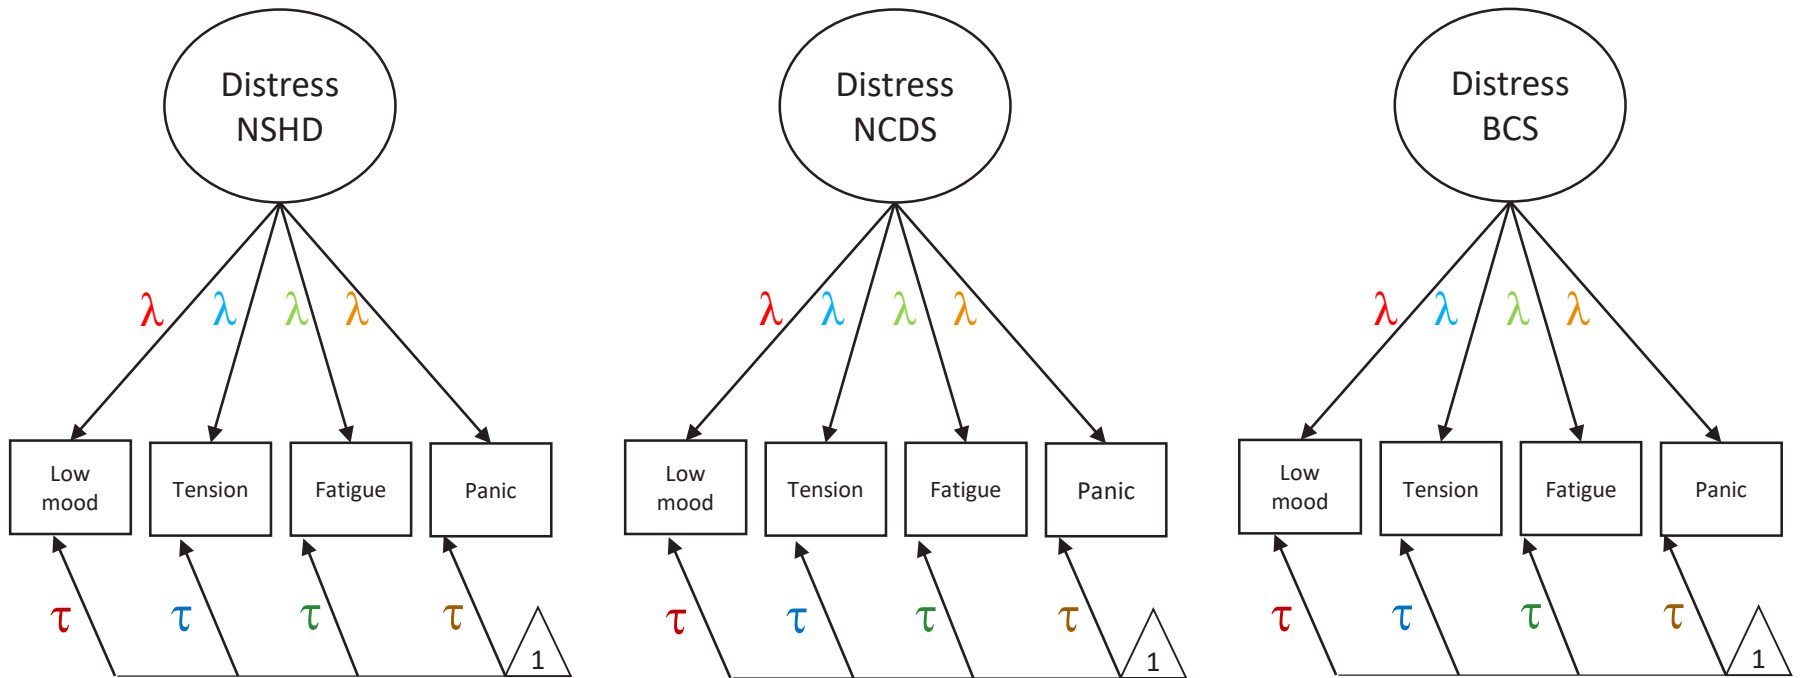 Distress
NSHD
Distress
NCDS
Distress
BCS
λ λ λ λ
λ λ λ λ
λ λ λ λ
Low
mood
Tension
Fatigue
Panic
Low
mood
Tension
Fatigue
Panic
Low
mood
Tension
Fatigue
Panic
τ τ τ τ
1
τ τ τ τ
1
τ τ τ τ
1